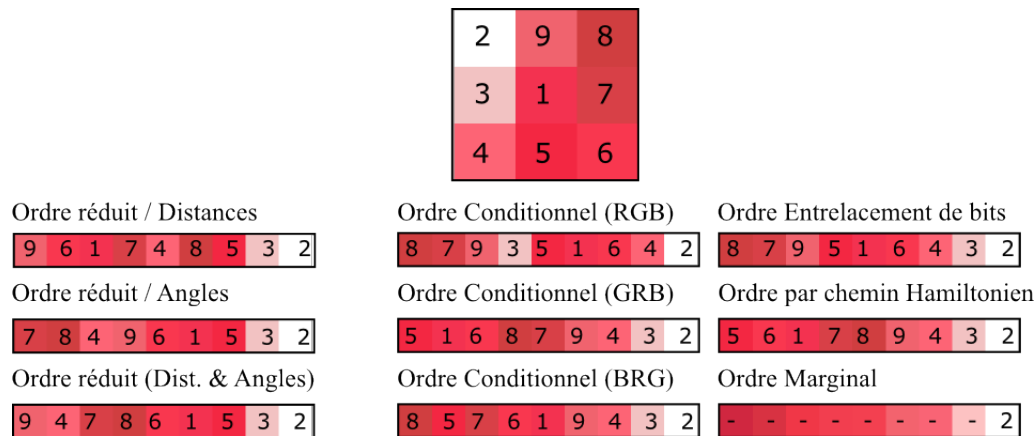 2 9 8
3 1 7
4 5 6
Ordre réduit / Distances
9 6 1 7 4 8 5 3 2
Ordre réduit / Angles
7 8 4 9 6 1 5 3 2
Ordre réduit (Dist. & Angles)
9 4 7 8 6 1 5 3 2
Ordre Conditionnel (RGB)
8 7 9 3 5 1 6 4 2
Ordre Conditionnel (GRB)
5 1 6 8 7 9 4 3 2
Ordre Conditionnel (BRG)
8 5 7 6 1 9 4 3 2
Ordre Entrelacement de bits
8 7 9 5 1 6 4 3 2
Ordre par chemin Hamiltonien
5 6 1 7 8 9 4 3 2
Ordre Marginal
- - - - - - - - 2